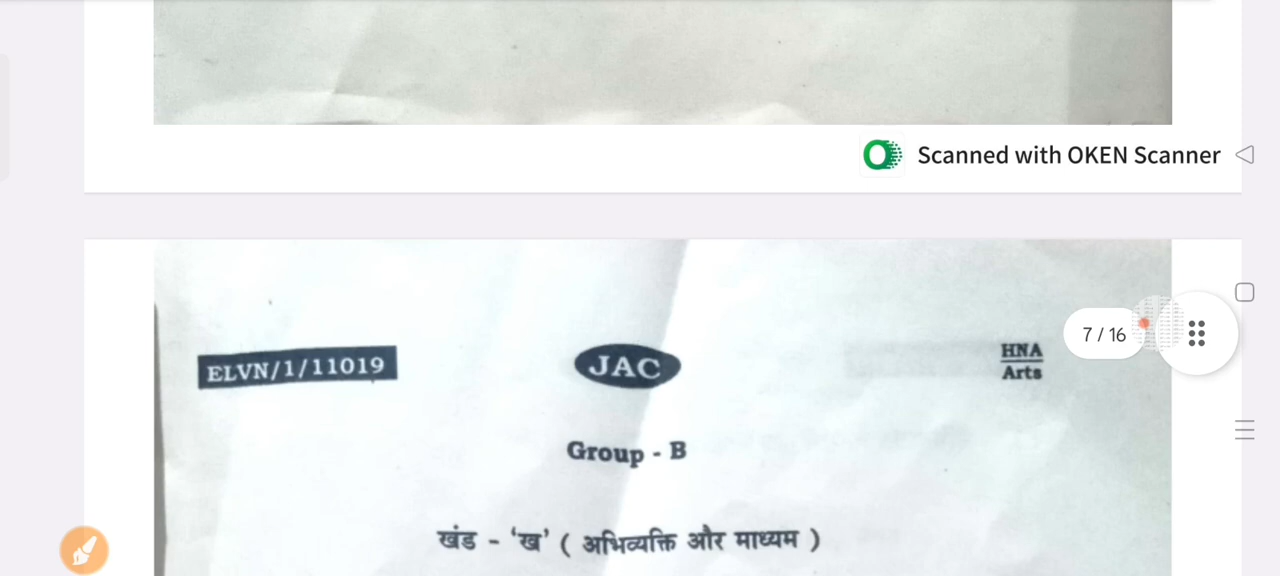 Scanned with OKEN Scanner
7 / 16
ELVN/1/11019
JAC
HNA
Arts
Group - B
खंड - ‘ख’ ( अभिव्यक्ति और माध्यम )